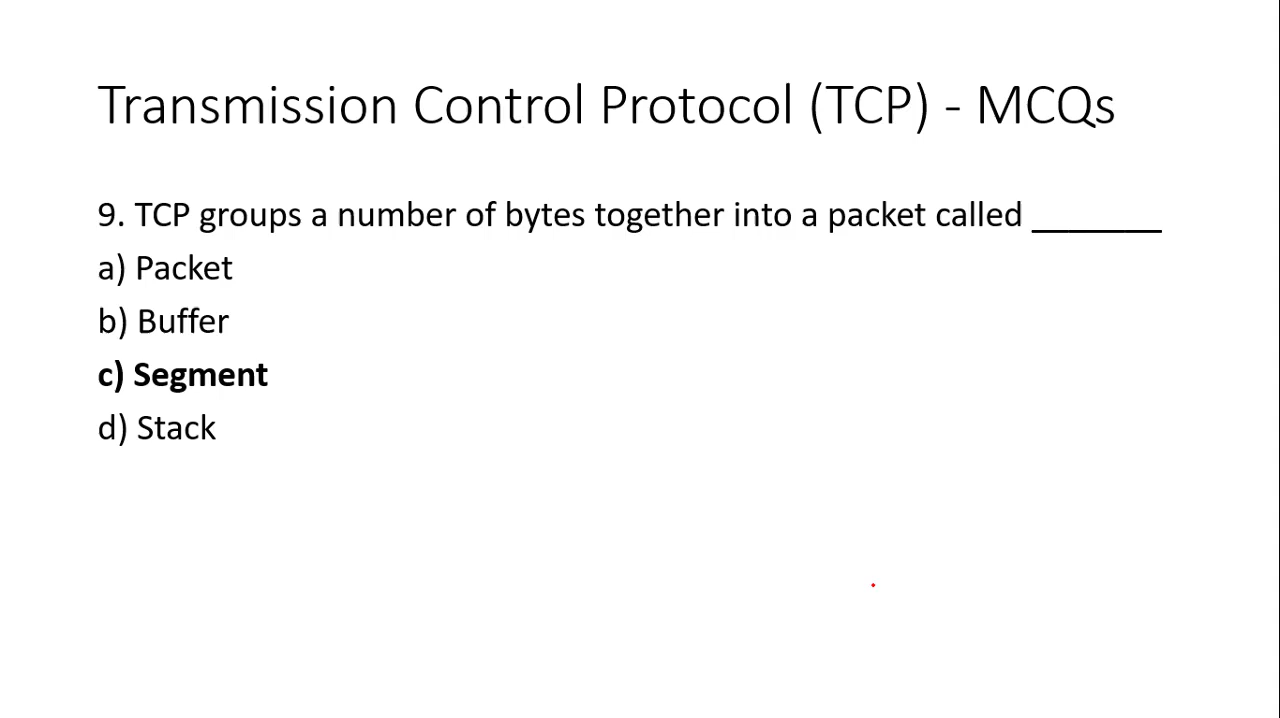 Transmission Control Protocol (TCP) - MCQs
9. TCP groups a number of bytes together into a packet called _______
a) Packet
b) Buffer
c) Segment
d) Stack